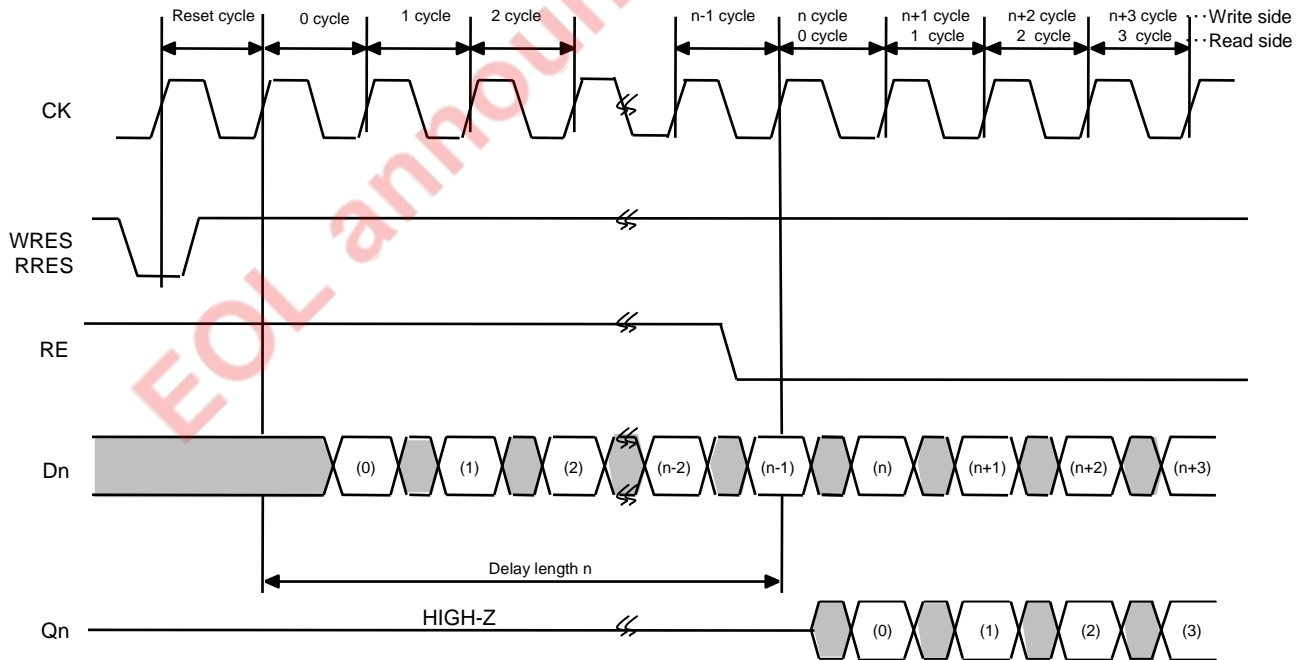 Reset cycle 0 cycle 1 cycle 2 cycle n-1 cycle n cycle n+1 cycle n+2 cycle n+3 cycle ···Write side
0 cycle 1 cycle 2 cycle 3 cycle ···Read side
CK
WRES
RRES
RE
Dn (0) (1) (2) (n-2) (n-1) (n) (n+1) (n+2) (n+3)
Delay length n
HIGH-Z
Qn (0) (1) (2) (3)
EOL announ